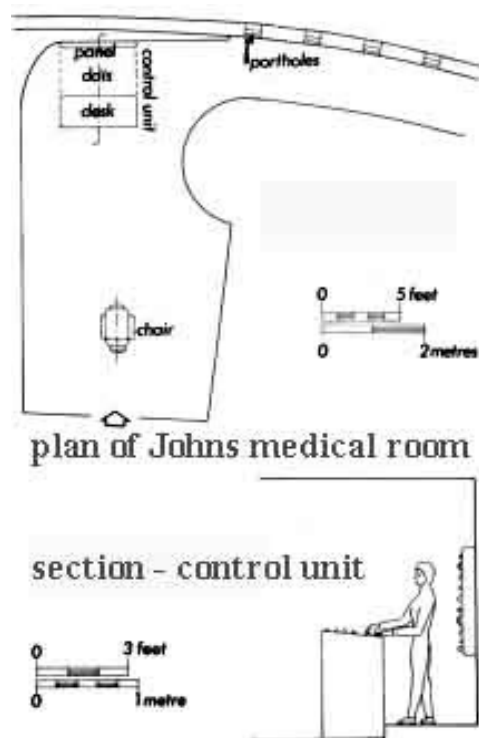 panel
dais
desk
control unit
portholes
chair
0 5 feet
0 2 metres
plan of Johns medical room
section - control unit
0 3 feet
0 1 metre